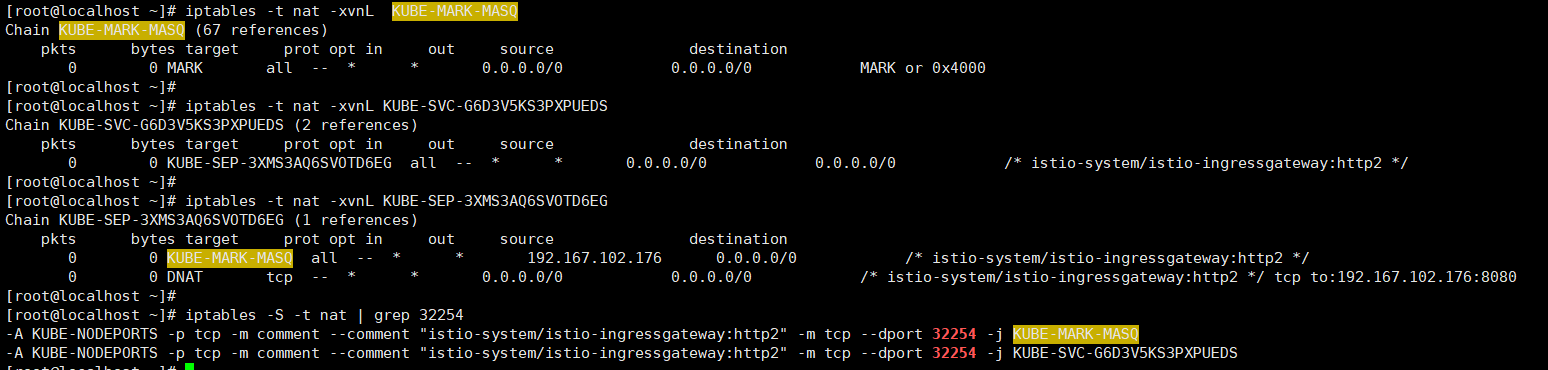 [root@localhost ~]# iptables -t nat -xvnL  KUBE-MARK-MASQ
Chain KUBE-MARK-MASQ (67 references)
    pkts      bytes target     prot opt in     out     source               destination
       0          0 MARK       all  --  *      *       0.0.0.0/0            0.0.0.0/0            MARK or 0x4000
[root@localhost ~]#
[root@localhost ~]# iptables -t nat -xvnL KUBE-SVC-G6D3V5KS3PXPUEDS
Chain KUBE-SVC-G6D3V5KS3PXPUEDS (2 references)
    pkts      bytes target     prot opt in     out     source               destination
       0          0 KUBE-SEP-3XMS3AQ6SVOTD6EG  all  --  *      *       0.0.0.0/0            0.0.0.0/0            /* istio-system/istio-ingressgateway:http2 */
[root@localhost ~]#
[root@localhost ~]# iptables -t nat -xvnL KUBE-SEP-3XMS3AQ6SVOTD6EG
Chain KUBE-SEP-3XMS3AQ6SVOTD6EG (1 references)
    pkts      bytes target     prot opt in     out     source               destination
       0          0 KUBE-MARK-MASQ  all  --  *      *       192.167.102.176      0.0.0.0/0            /* istio-system/istio-ingressgateway:http2 */
       0          0 DNAT       tcp  --  *      *       0.0.0.0/0            0.0.0.0/0            /* istio-system/istio-ingressgateway:http2 */ tcp to:192.167.102.176:8080
[root@localhost ~]#
[root@localhost ~]# iptables -S -t nat | grep 32254
-A KUBE-NODEPORTS -p tcp -m comment --comment "istio-system/istio-ingressgateway:http2" -m tcp --dport 32254 -j KUBE-MARK-MASQ
-A KUBE-NODEPORTS -p tcp -m comment --comment "istio-system/istio-ingressgateway:http2" -m tcp --dport 32254 -j KUBE-SVC-G6D3V5KS3PXPUEDS
[root@localhost ~]#